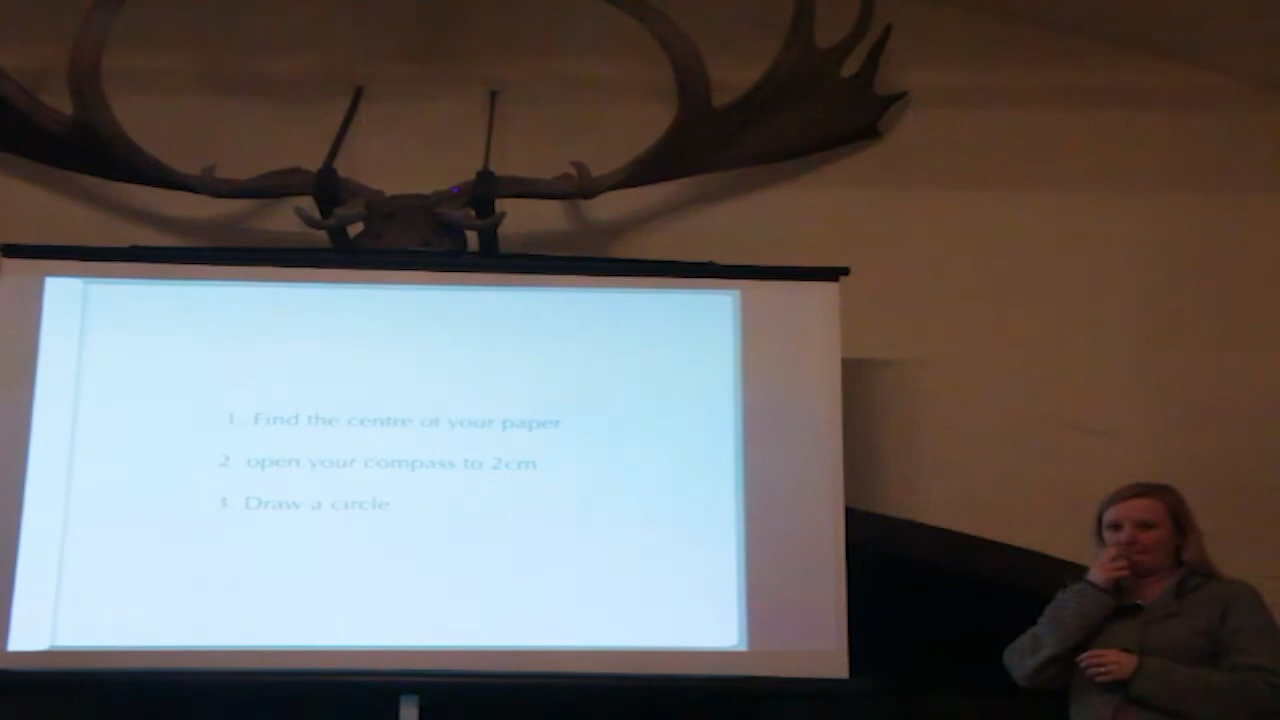 1. Find the centre of your paper
2. open your compass to 2cm
3. Draw a circle